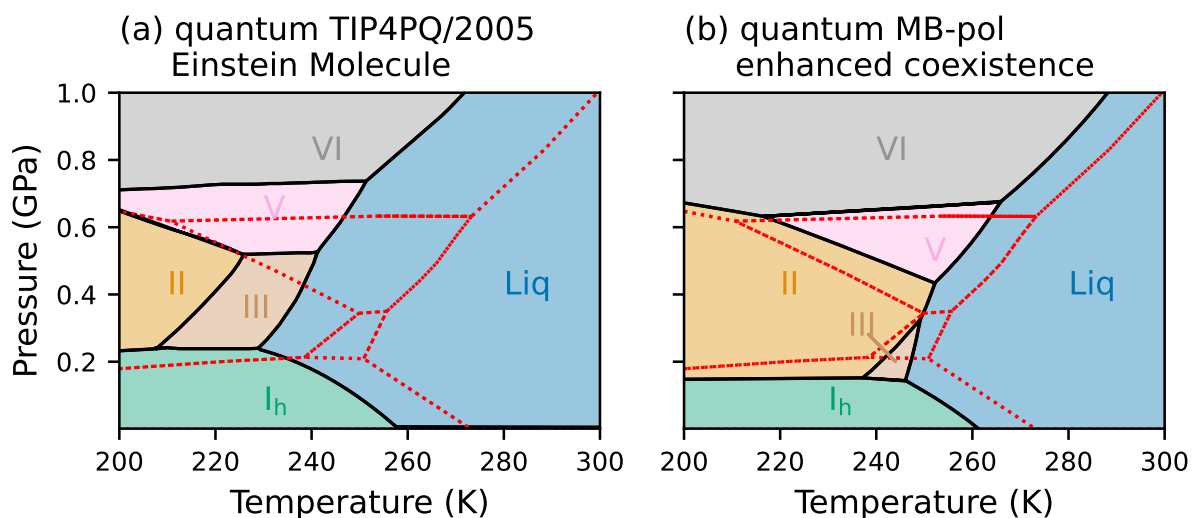 (a) quantum TIP4PQ/2005
Einstein Molecule
(b) quantum MB-pol
enhanced coexistence
Pressure (GPa)
1.0
0.8
0.6
0.4
0.2
VI
V
II
III
Liq
Ih
200
220
240
260
280
300
Temperature (K)
VI
V
II
III
Liq
Ih
200
220
240
260
280
300
Temperature (K)